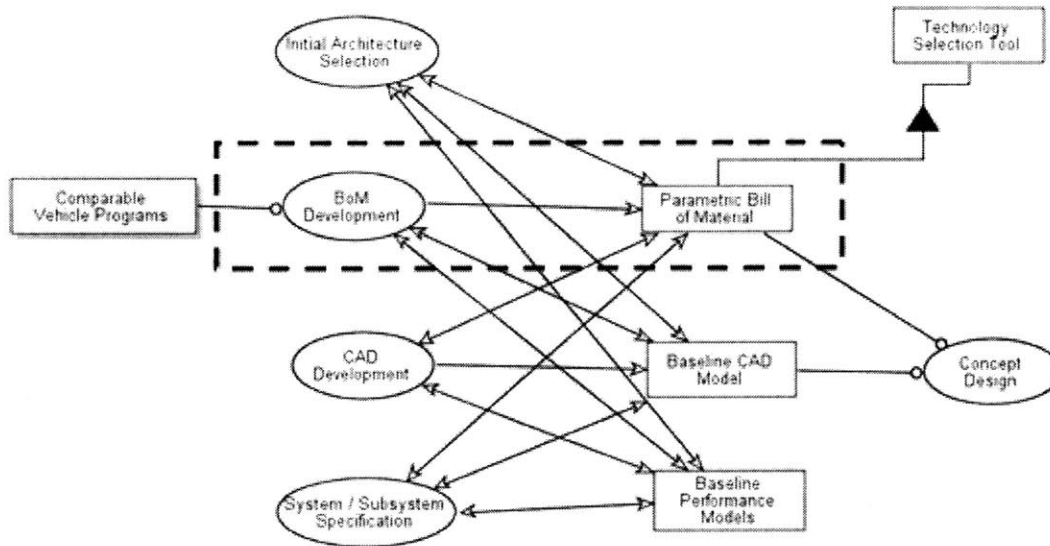 Initial Architecture
Selection
Technology
Selection Tool
Comparable
Vehicle Programs
BoM
Development
Parametric Bill
of Material
CAD
Development
Baseline CAD
Model
Concept
Design
System / Subsystem
Specification
Baseline
Performance
Models